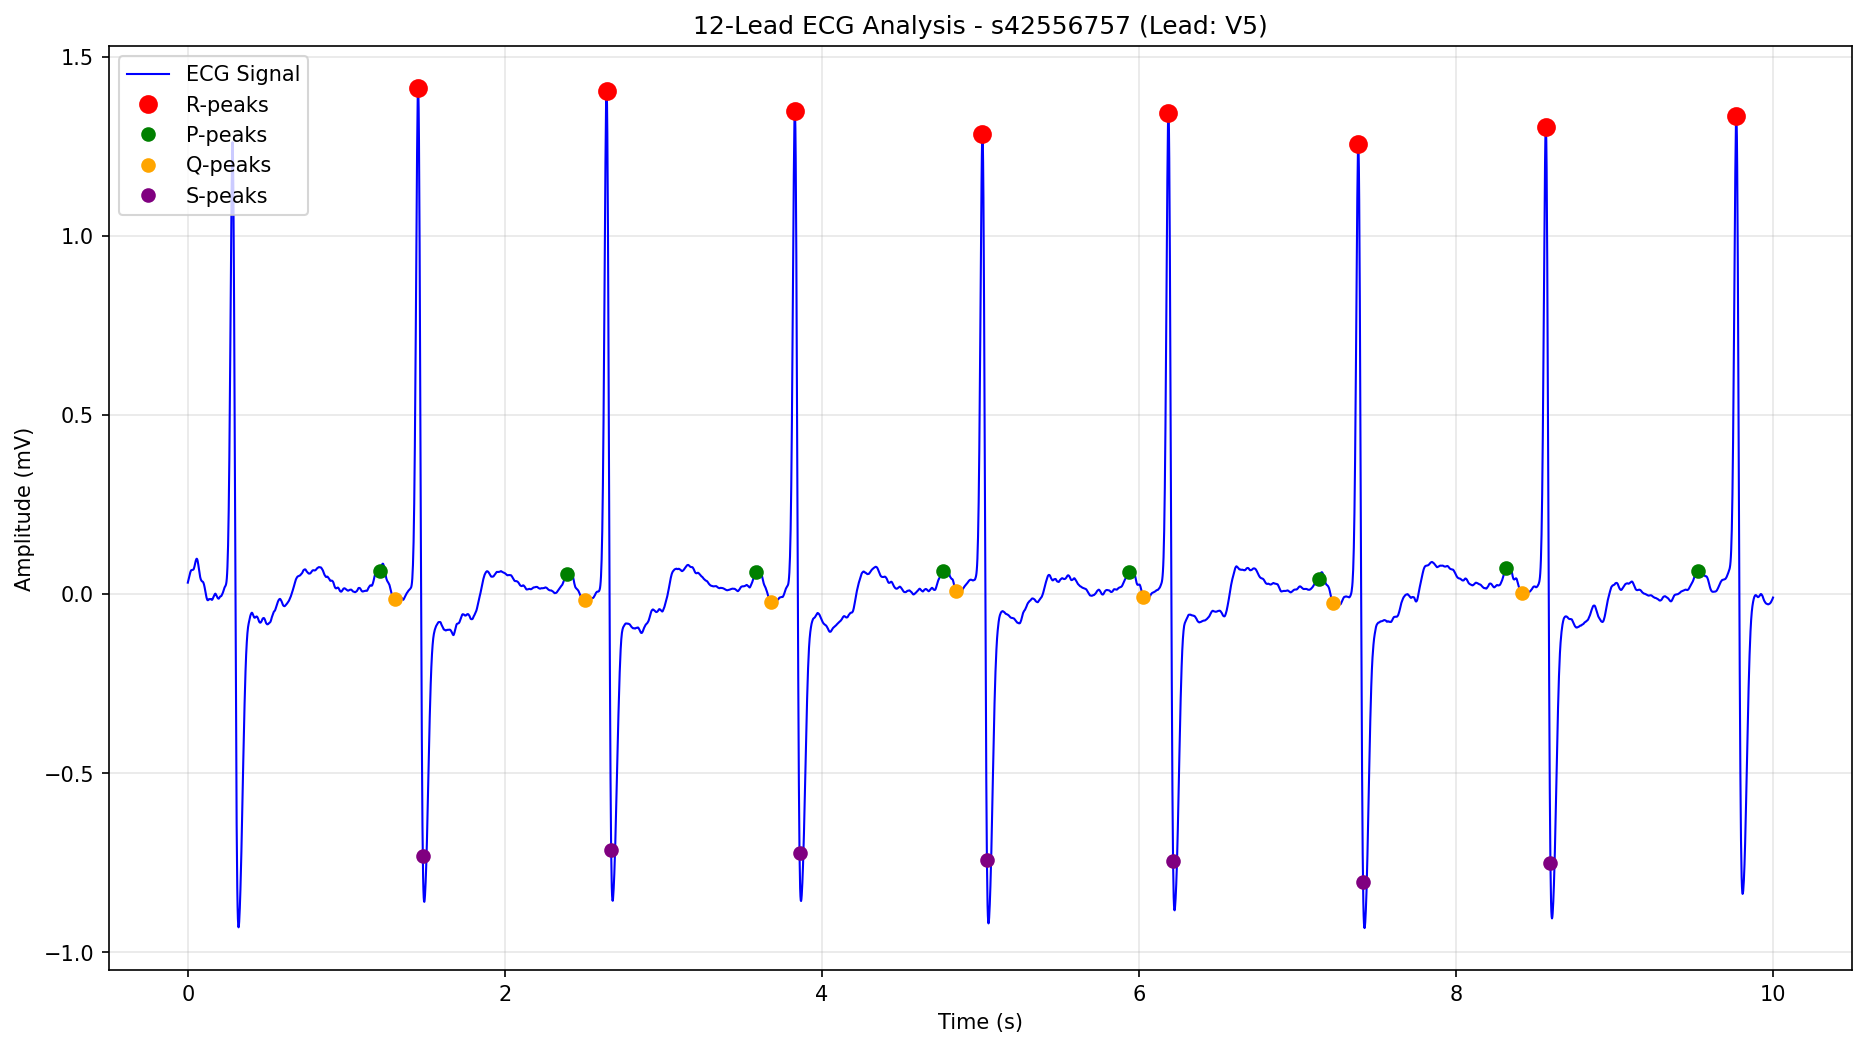 12-Lead ECG Analysis - s42556757 (Lead: V5)
ECG Signal
R-peaks
P-peaks
Q-peaks
S-peaks
1.5
1.0
0.5
0.0
−0.5
−1.0
Amplitude (mV)
0 2 4 6 8 10
Time (s)